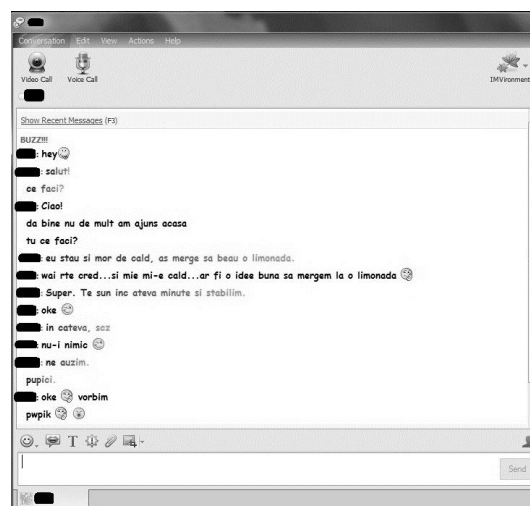 Conversation Edit View Actions Help
Video Call Voice Call IMVironment
Show Recent Messages (F3)
BUZZ!!!
: hey
: salut!
ce faci?
: Ciao!
da bine nu de mult am ajuns acasa
tu ce faci?
: eu stau si mor de cald, as merge sa beau o limonada.
: wai rte cred...si mie mi-e cald...ar fi o idee buna sa mergem la o limonada
: Super. Te sun inc ateva minute si stabilim.
: oke
: in cateva, scz
: nu-i nimic
: ne auzim.
pupici.
: oke vorbim
pwpik
Send